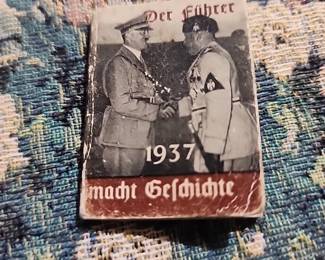 Der Führer
1937
macht Geschichte